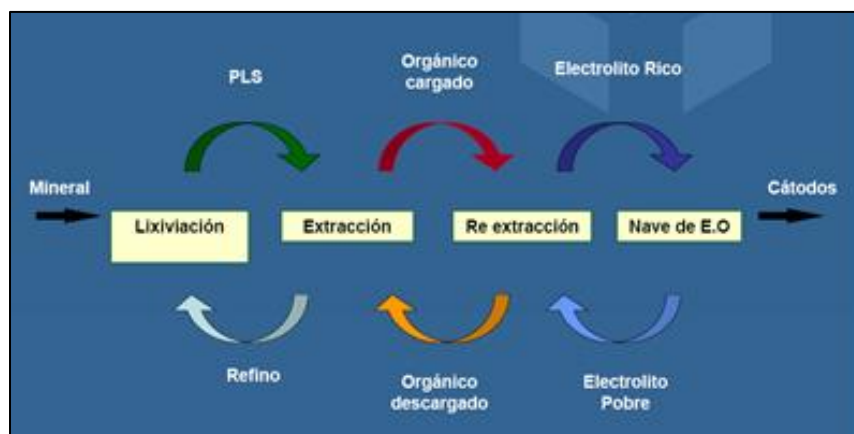 PLS
Orgánico
cargado
Electrolito Rico
Mineral
Cátodos
Lixiviación
Extracción
Re extracción
Nave de E.O
Refino
Orgánico
descargado
Electrolito
Pobre